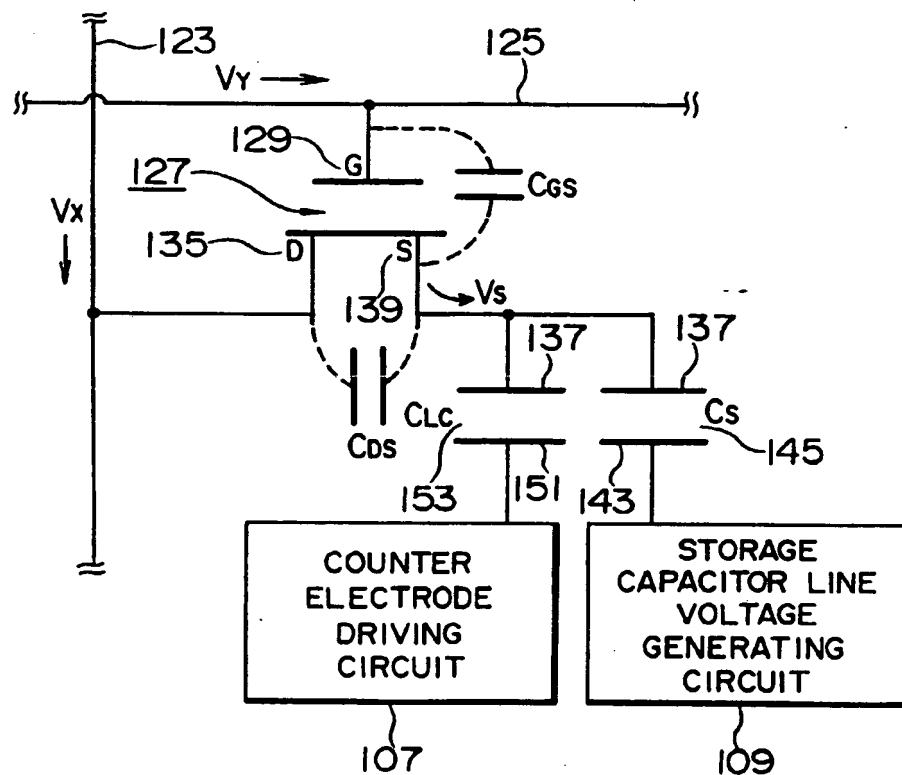 123
VY
125
129
G
127
CGS
VX
135
D
S
139
VS
137
137
CLC
CS
CDS
145
153
151
143
COUNTER
ELECTRODE
DRIVING
CIRCUIT
STORAGE
CAPACITOR LINE
VOLTAGE
GENERATING
CIRCUIT
107
109